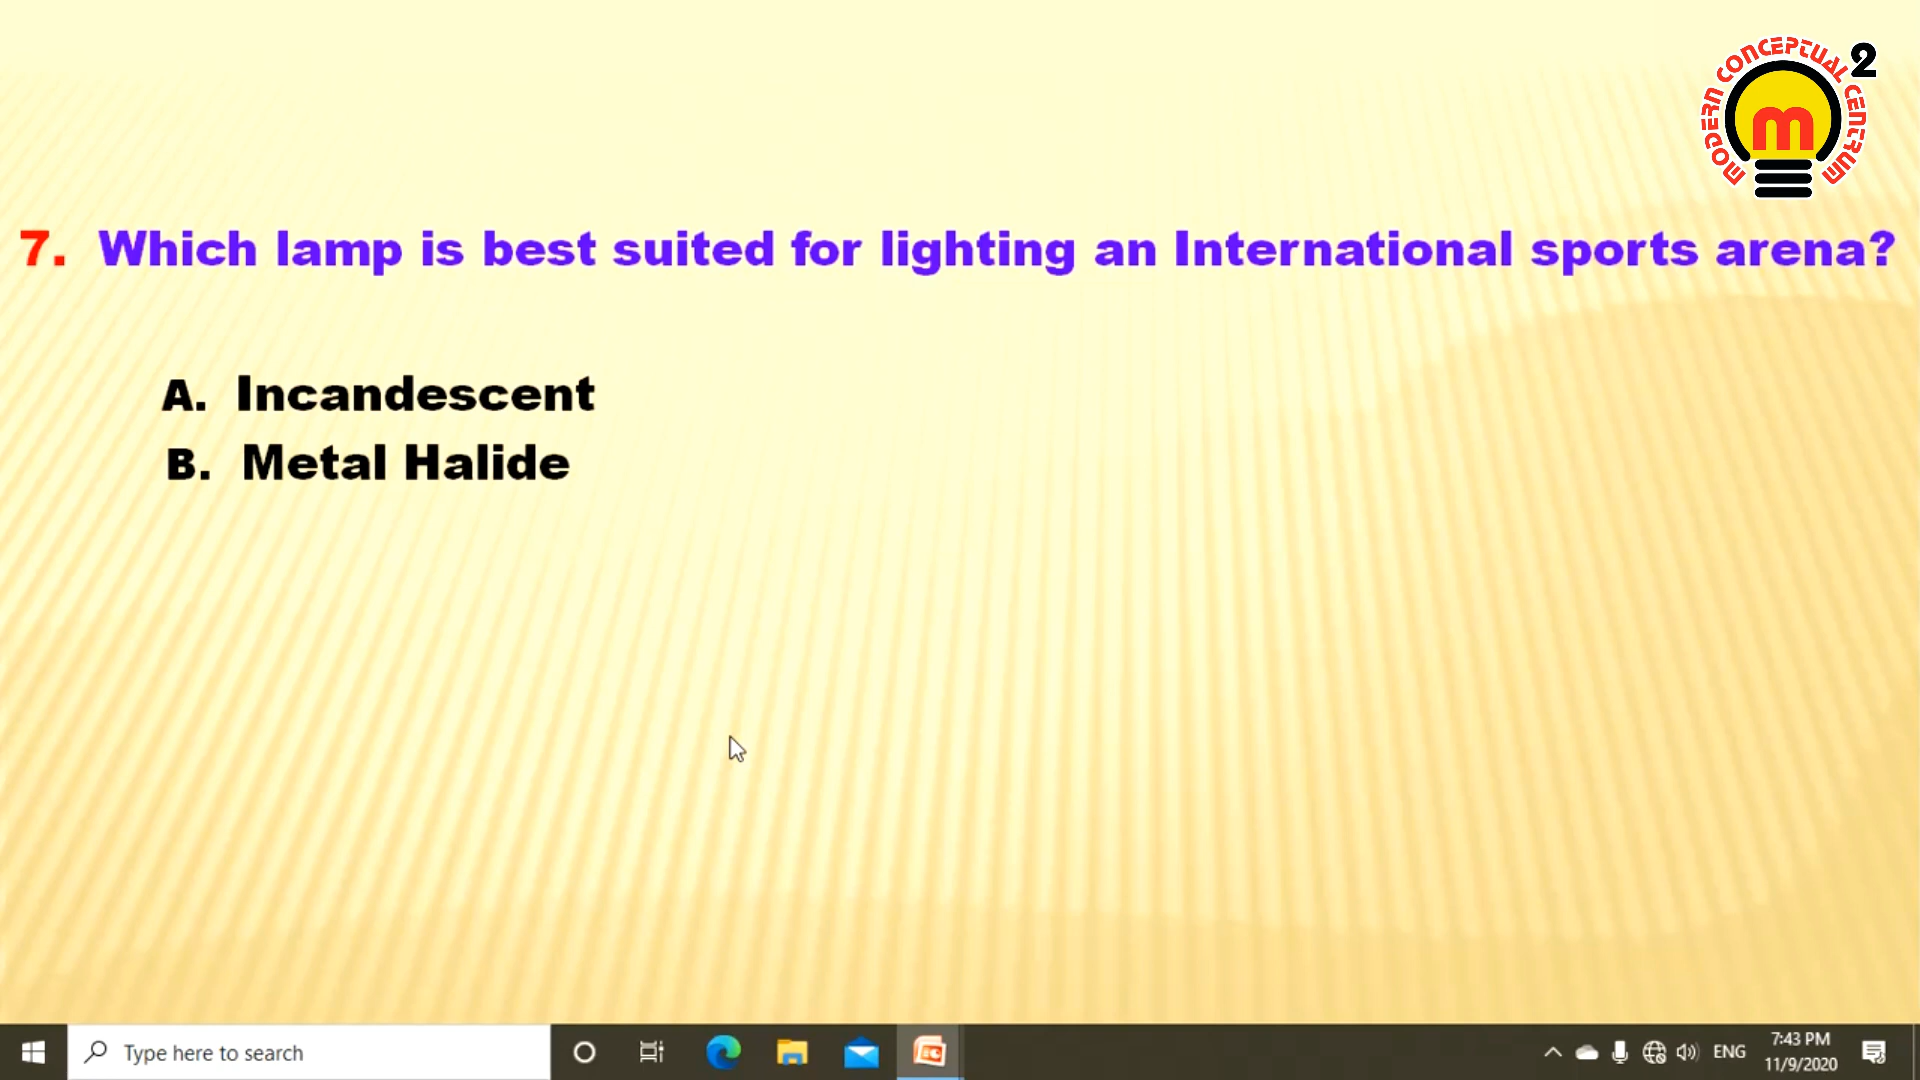 MODERN CONCEPTUAL CENTRUM
2
m
7. Which lamp is best suited for lighting an International sports arena?
A. Incandescent
B. Metal Halide
Type here to search
ENG
7:43 PM
11/9/2020